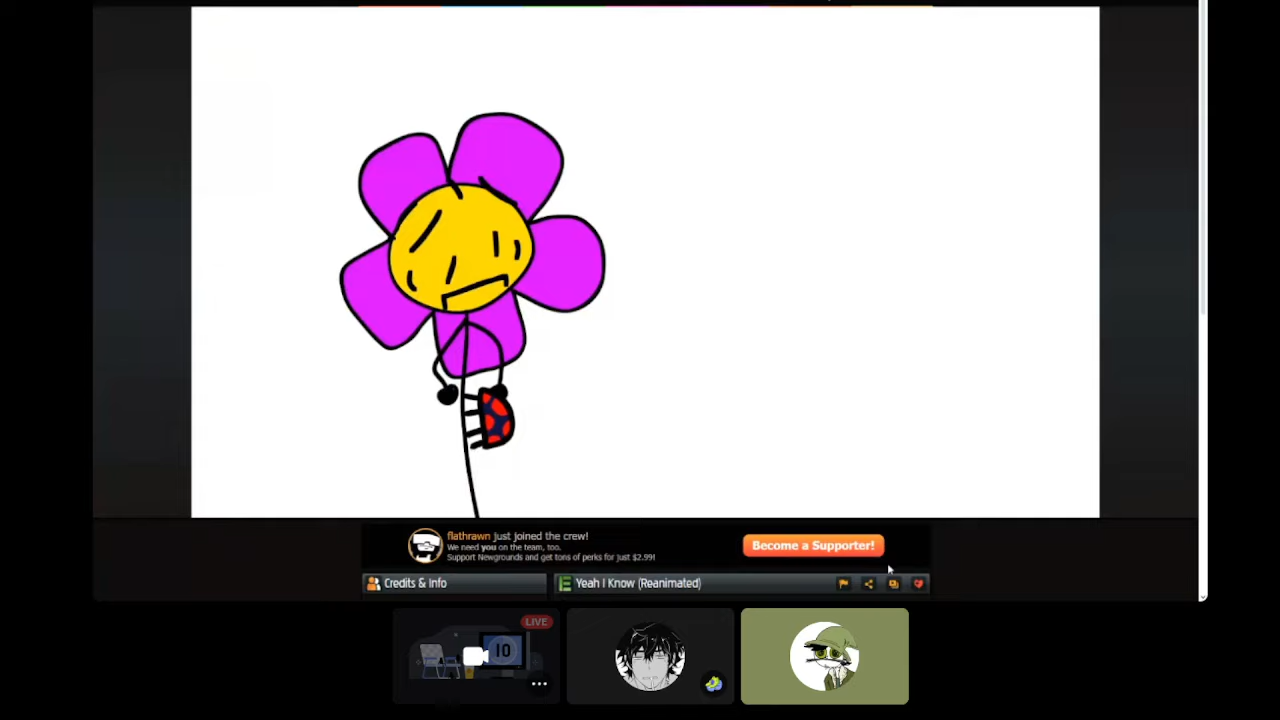 flathrawn just joined the crew!
We need you on the team, too.
Support Newgrounds and get tons of perks for just $2.99!
Become a Supporter!
Credits & Info
E Yeah I Know (Reanimated)
LIVE
10